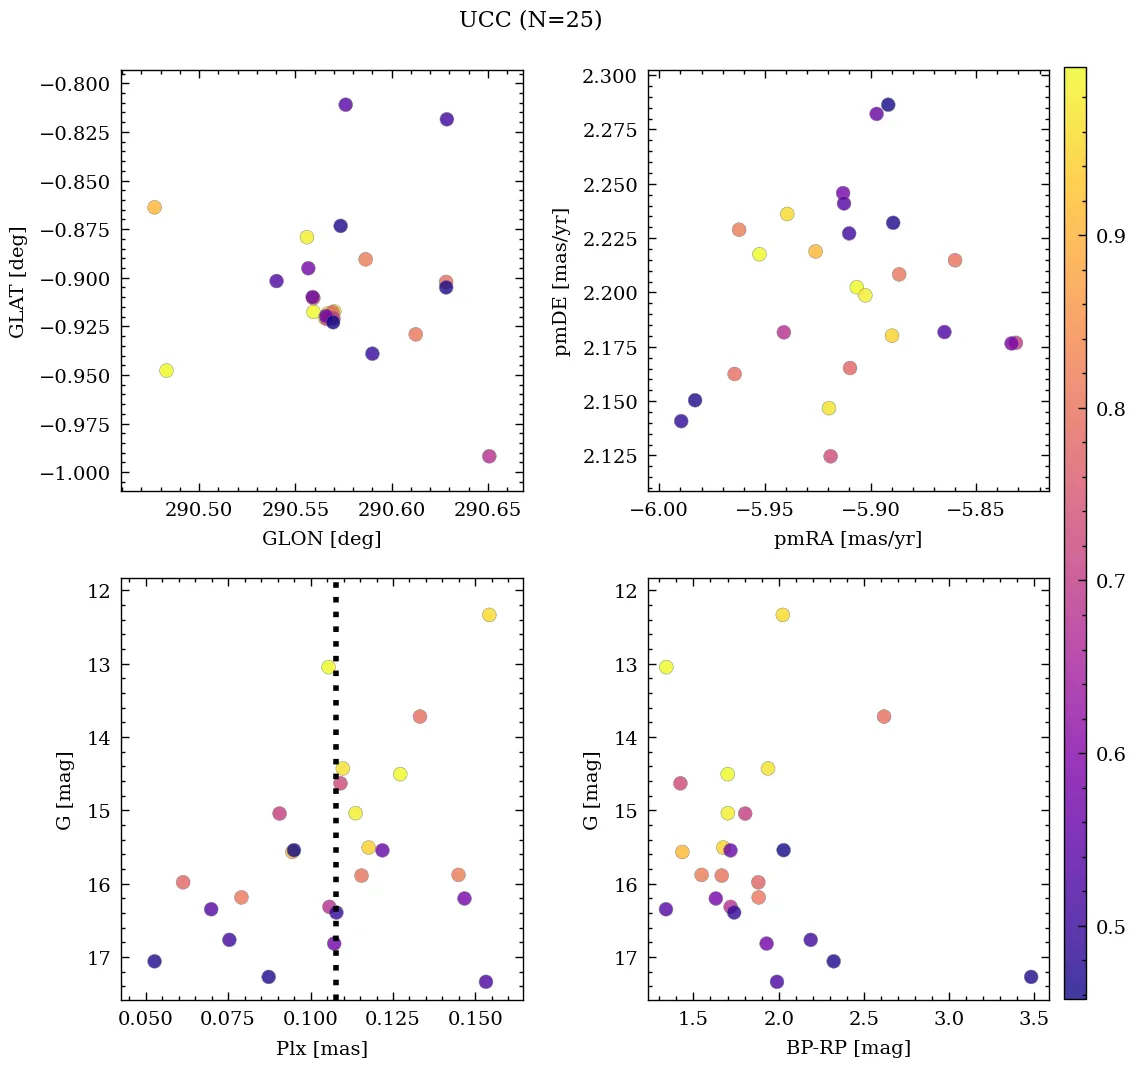 UCC (N=25)
−0.800
−0.825
−0.850
−0.875
−0.900
−0.925
−0.950
−0.975
−1.000
GLAT [deg]
290.50 290.55 290.60 290.65
GLON [deg]
2.300
2.275
2.250
2.225
2.200
2.175
2.150
2.125
pmDE [mas/yr]
−6.00 −5.95 −5.90 −5.85
pmRA [mas/yr]
12
13
14
15
16
17
G [mag]
0.050 0.075 0.100 0.125 0.150
Plx [mas]
12
13
14
15
16
17
G [mag]
1.5 2.0 2.5 3.0 3.5
BP-RP [mag]
0.9
0.8
0.7
0.6
0.5